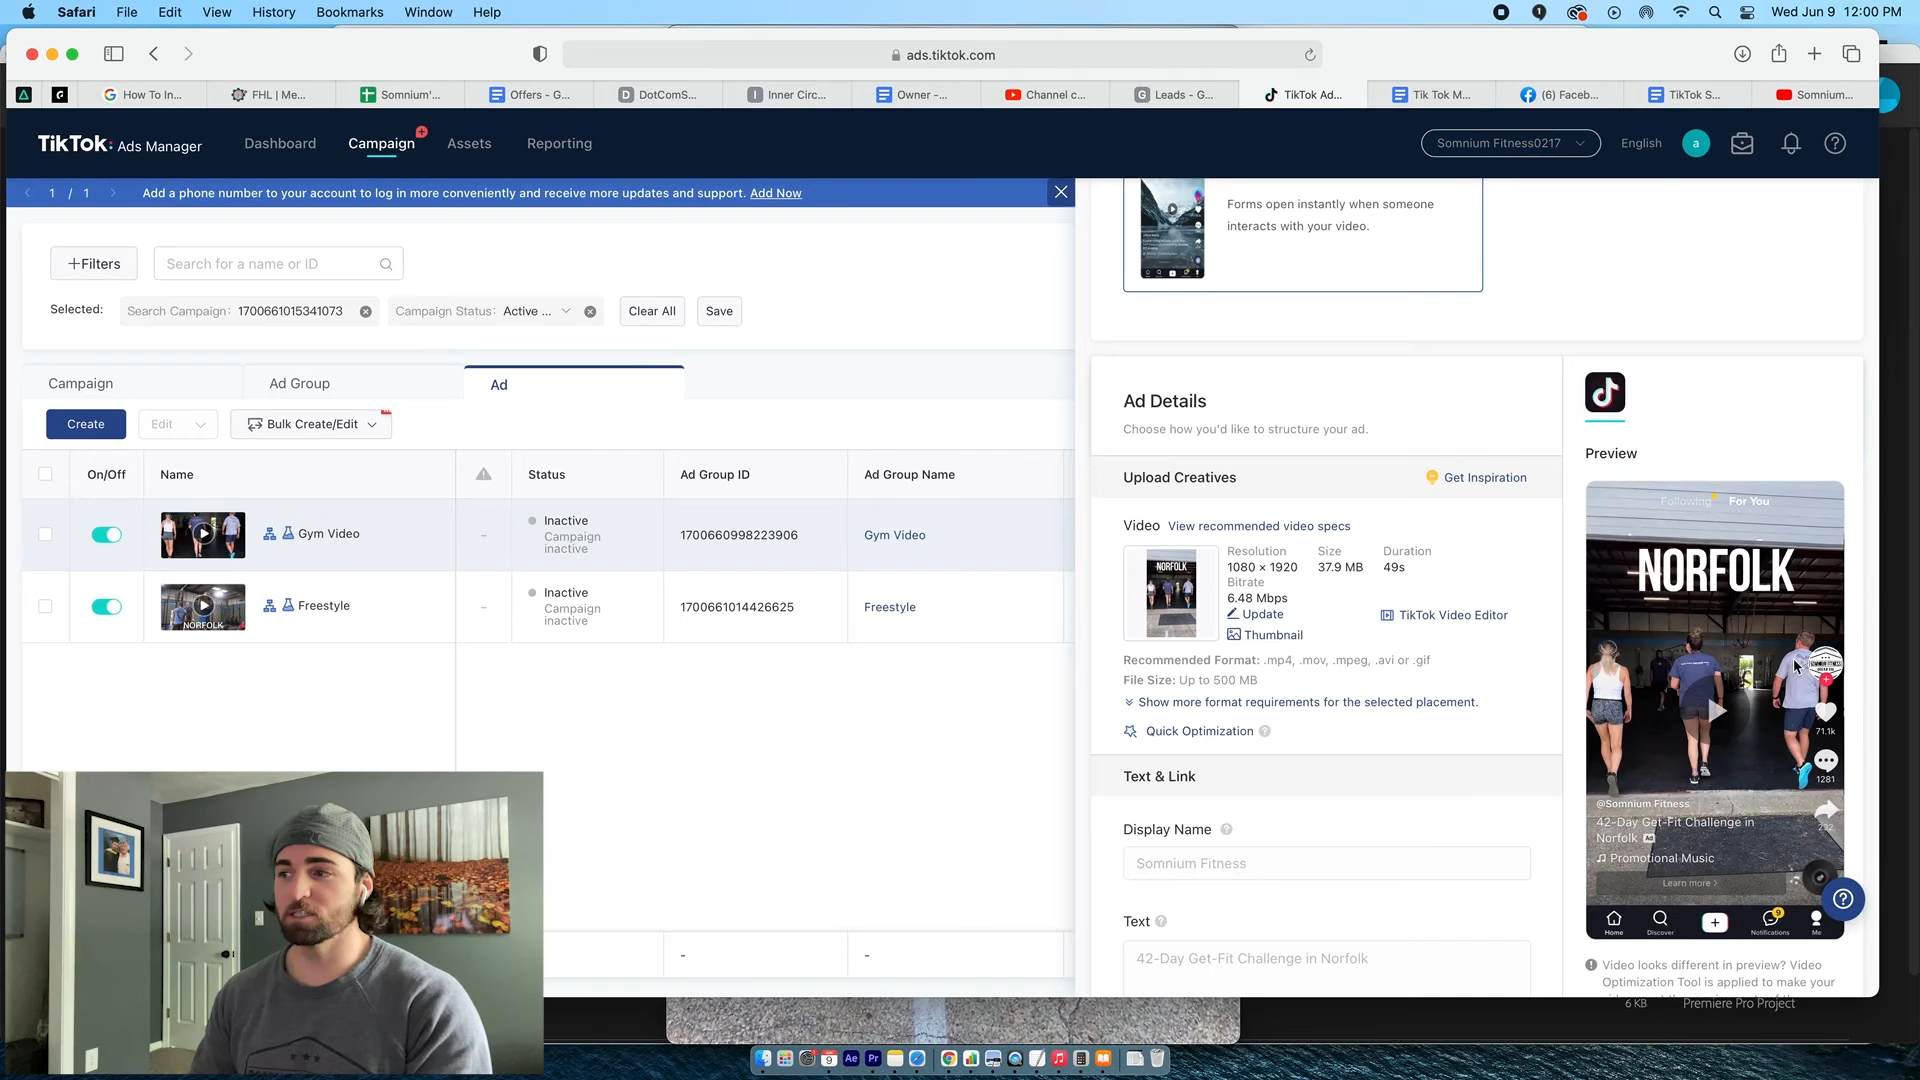 Safari File Edit View History Bookmarks Window Help
Wed Jun 9 12:00 PM
ads.tiktok.com
How To In...
FHL | Me...
Somnium'...
Offers - G...
DotComS...
Inner Circ...
Owner -...
Channel c...
Leads - G...
TikTok Ad...
Tik Tok M...
(6) Faceb...
TikTok S...
Somnium...
TikTok: Ads Manager
Dashboard Campaign Assets Reporting
Somnium Fitness0217
English
a
1 / 1
Add a phone number to your account to log in more conveniently and receive more updates and support. Add Now
+Filters
Search for a name or ID
Selected:
Search Campaign: 1700661015341073
Campaign Status: Active ...
Clear All
Save
Campaign
Ad Group
Ad
Create
Edit
Bulk Create/Edit
On/Off
Name
Status
Ad Group ID
Ad Group Name
Gym Video
-
Inactive
Campaign
inactive
1700660998223906
Gym Video
NORFOLK
Freestyle
-
Inactive
Campaign
inactive
1700661014426625
Freestyle
-
-
Forms open instantly when someone
interacts with your video.
Ad Details
Choose how you'd like to structure your ad.
Upload Creatives
Get Inspiration
Video View recommended video specs
NORFOLK
Resolution
1080 × 1920
Size
37.9 MB
Duration
49s
Bitrate
6.48 Mbps
Update
TikTok Video Editor
Thumbnail
Recommended Format: .mp4, .mov, .mpeg, .avi or .gif
File Size: Up to 500 MB
Show more format requirements for the selected placement.
Quick Optimization
Text & Link
Display Name
Somnium Fitness
Text
42-Day Get-Fit Challenge in Norfolk
Preview
Following For You
NORFOLK
71.1k
1281
232
@Somnium Fitness
42-Day Get-Fit Challenge in
Norfolk Ad
Promotional Music
Learn more >
Home Discover Notifications Me
9
Video looks different in preview? Video
Optimization Tool is applied to make your
6 KB Premiere Pro Project
9
Ae
Pr